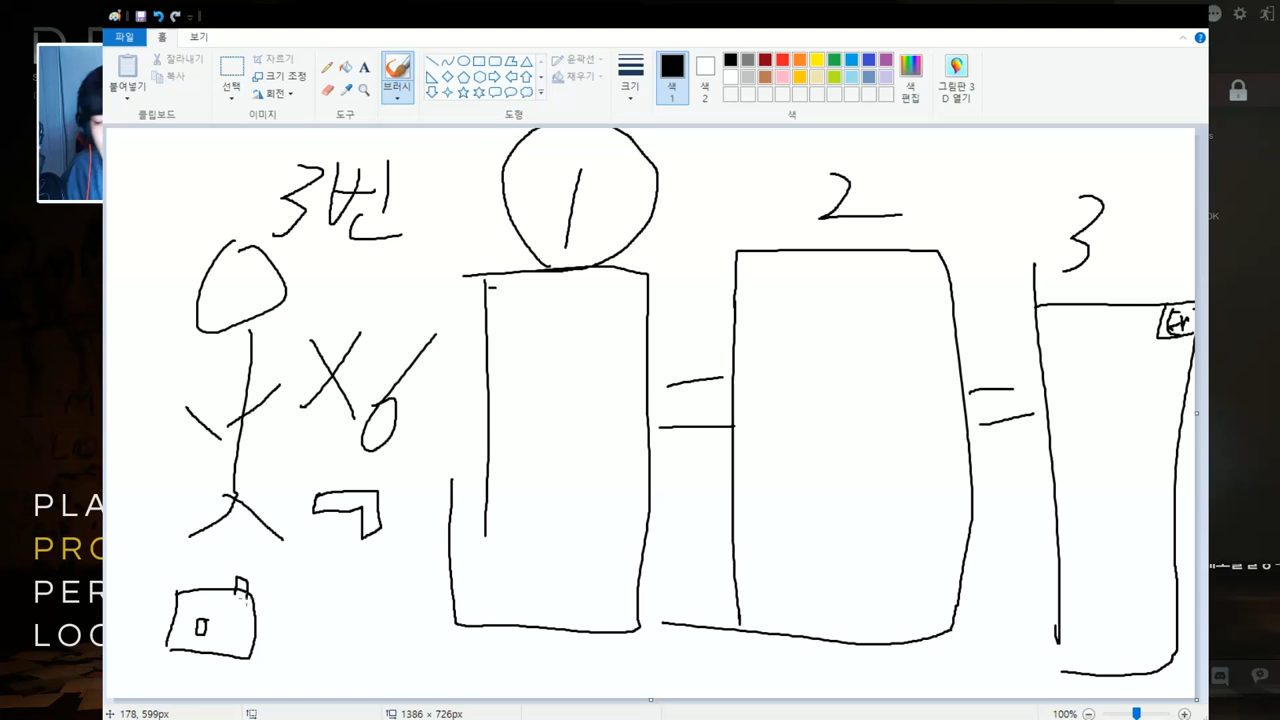 파일
홈
보기
붙여넣기
잘라내기
복사
클립보드
선택
자르기
크기 조정
회전
이미지
A
도구
브러시
윤곽선
채우기
도형
크기
색
1
색
2
색
편집
색
그림판 3
D 열기
3번
1
2
3
PLA
PRO
PER
LOC
178, 599px
1386 × 726px
100%